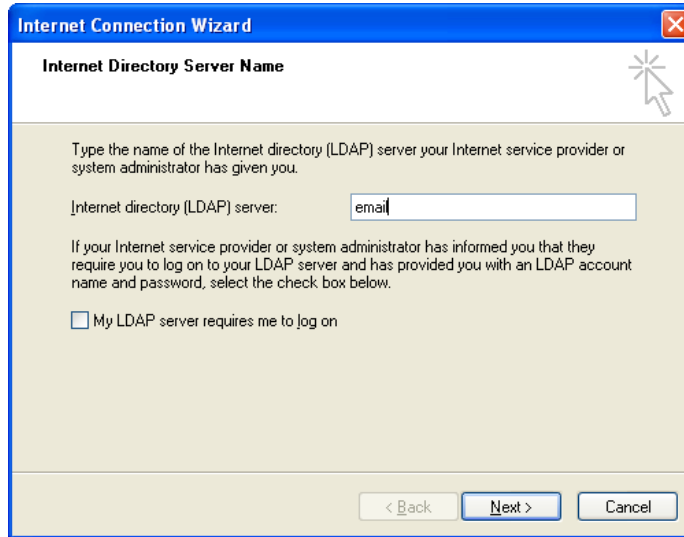 Internet Connection Wizard
Internet Directory Server Name
Type the name of the Internet directory (LDAP) server your Internet service provider or
system administrator has given you.
Internet directory (LDAP) server:
email
If your Internet service provider or system administrator has informed you that they
require you to log on to your LDAP server and has provided you with an LDAP account
name and password, select the check box below.
My LDAP server requires me to log on
< Back
Next >
Cancel